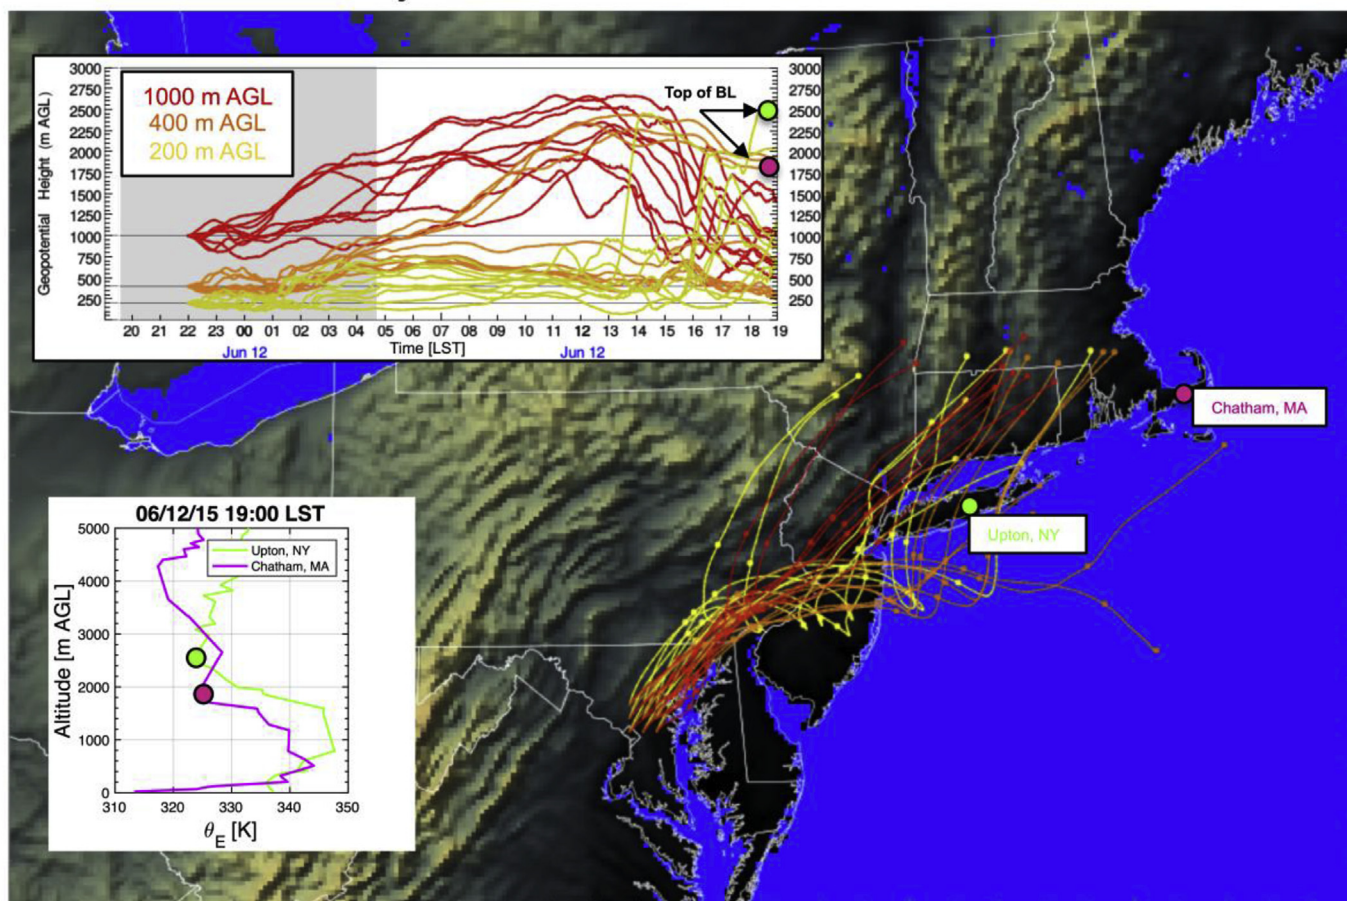 3000
2750
2500
2250
2000
1750
1500
1250
1000
750
500
250
Geopotential Height (m AGL)
1000 m AGL
400 m AGL
200 m AGL
Top of BL
3000
2750
2500
2250
2000
1750
1500
1250
1000
750
500
250
20 21 22 23 00 01 02 03 04 05 06 07 08 09 10 11 12 13 14 15 16 17 18 19
Jun 12 Time [LST] Jun 12
Chatham, MA
Upton, NY
06/12/15 19:00 LST
Upton, NY
Chatham, MA
5000
4000
3000
2000
1000
0
Altitude [m AGL]
310 320 330 340 350
θE [K]